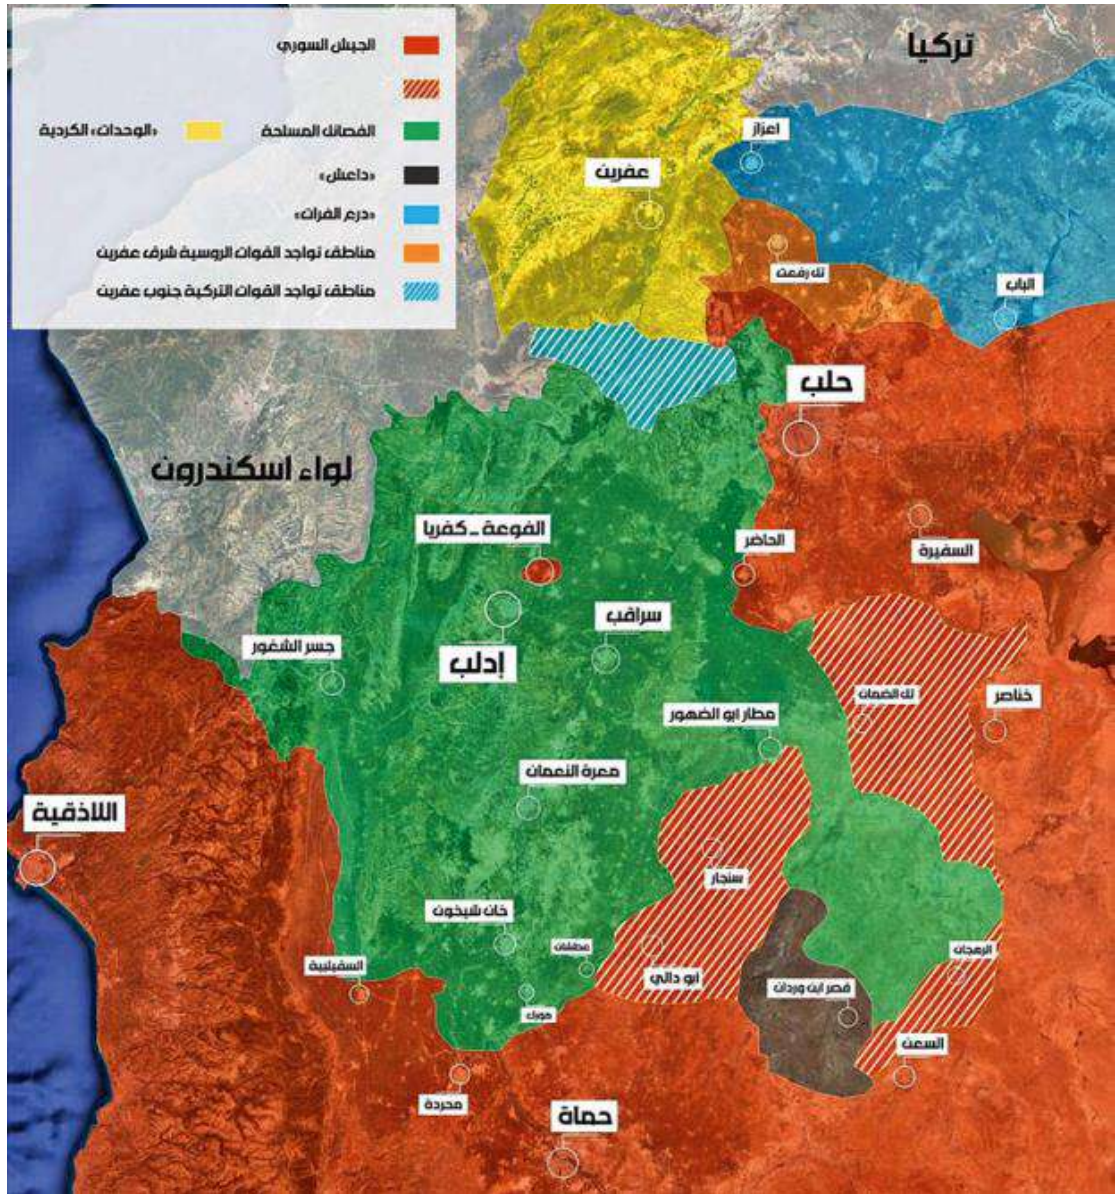 الجيش السوري
الفصائل المسلحة
«الوحدات» الكردية
«داعش»
«درع الفرات»
مناطق تواجد القوات الروسية شرق عفرين
مناطق تواجد القوات التركية جنوب عفرين
تركيا
اعزاز
عفرين
تل رفعت
الباب
حلب
لواء اسكندرون
الفوعة - كفريا
الحاضر
السفيرة
سراقب
إدلب
جسر الشغور
تل الضمان
خناصر
مطار ابو الضهور
معرة النعمان
اللاذقية
سنجار
خان شيخون
عطشان
ابو دالي
الرهجان
السقيلبية
مورك
قصر ابن وردان
السعن
محردة
حماة